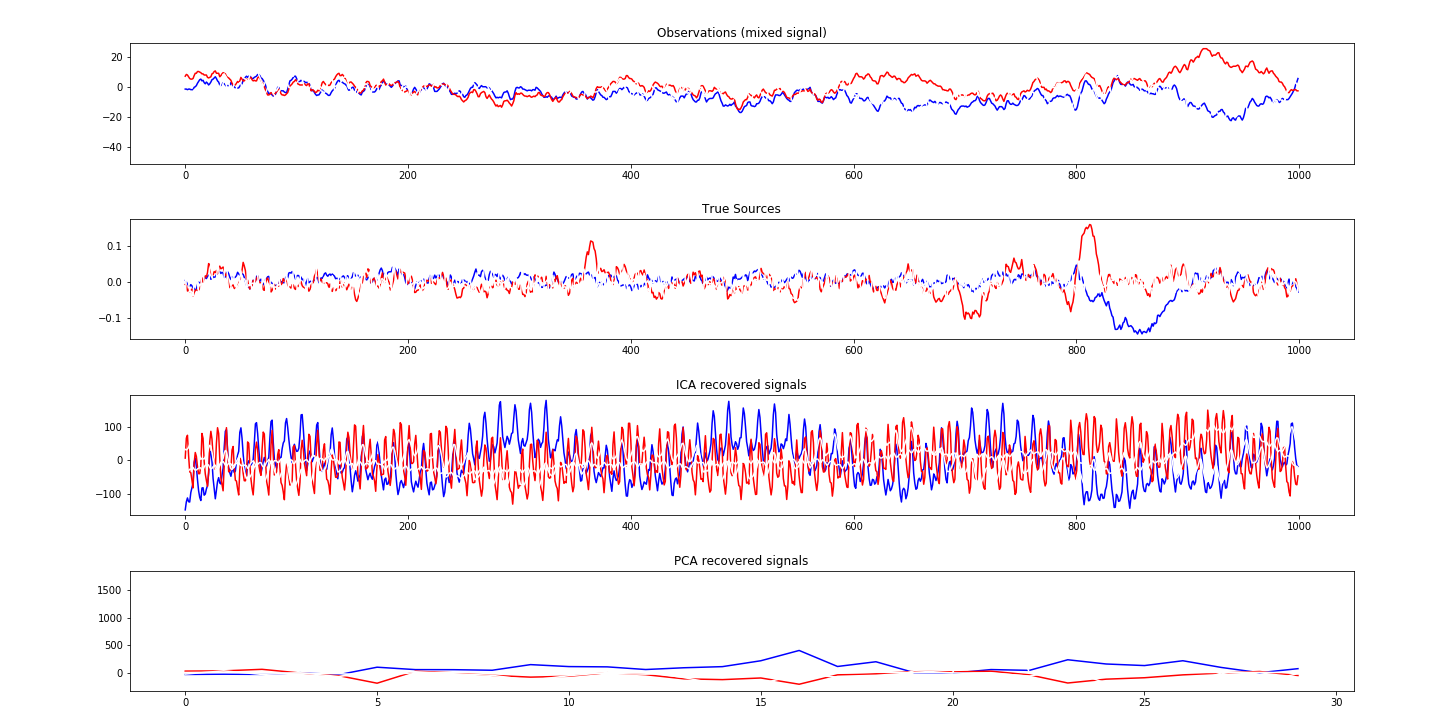 Observations (mixed signal)
20
0
−20
−40
0 200 400 600 800 1000
True Sources
0.1
0.0
−0.1
0 200 400 600 800 1000
ICA recovered signals
100
0
−100
0 200 400 600 800 1000
PCA recovered signals
1500
1000
500
0
0 5 10 15 20 25 30